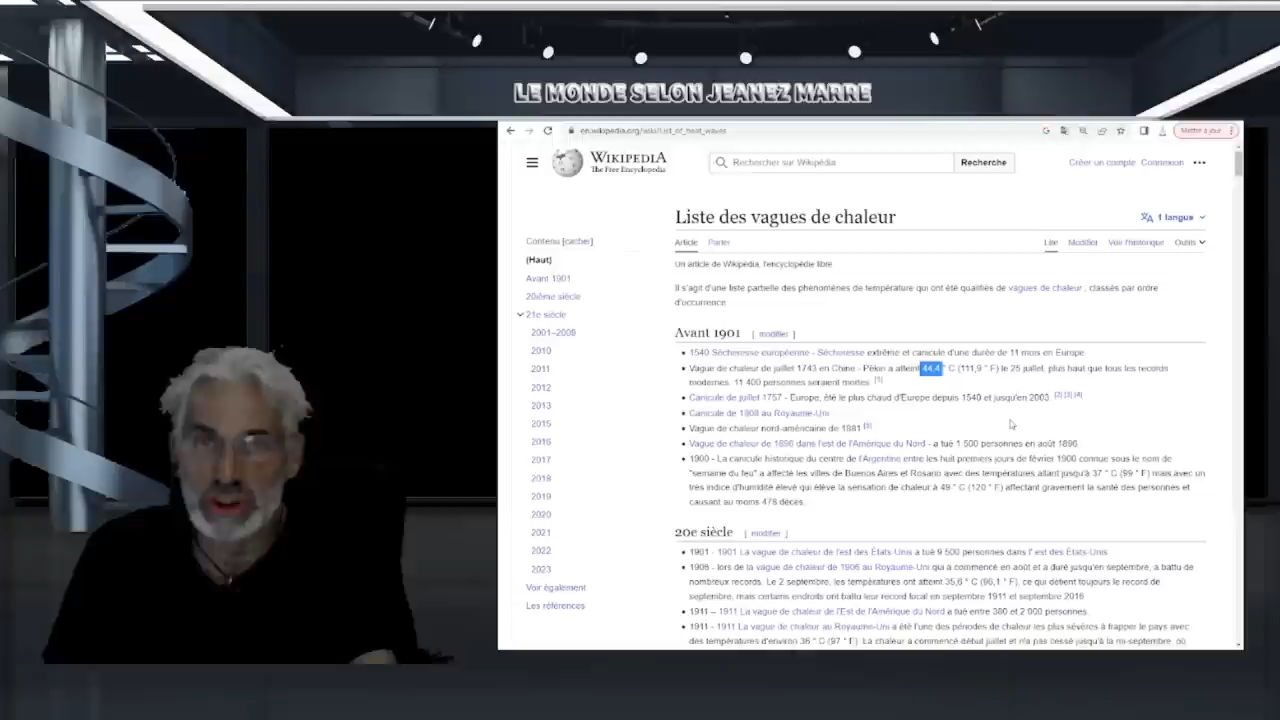 LE MONDE SELON JEANEZ MARRE
en.wikipedia.org/wiki/List_of_heat_waves
Mettre à jour
WIKIPEDIA
The Free Encyclopedia
Rechercher sur Wikipédia
Recherche
Créer un compte Connexion
Liste des vagues de chaleur
1 langue
Article Parler
Lire Modifier Voir l'historique Outils
Un article de Wikipédia, l'encyclopédie libre
Il s'agit d'une liste partielle des phénomènes de température qui ont été qualifiés de vagues de chaleur , classés par ordre
d'occurrence
Contenu [cacher]
(Haut)
Avant 1901
20ième siècle
21e siècle
2001–2009
2010
2011
2012
2013
2015
2016
2017
2018
2019
2020
2021
2022
2023
Voir également
Les références
Avant 1901 [ modifier ]
1540 Sécheresse européenne - Sécheresse extrême et canicule d'une durée de 11 mois en Europe
Vague de chaleur de juillet 1743 en Chine - Pékin a atteint 44,4 ° C (111,9 ° F) le 25 juillet, plus haut que tous les records
modernes. 11 400 personnes seraient mortes. [1]
Canicule de juillet 1757 - Europe, été le plus chaud d'Europe depuis 1540 et jusqu'en 2003. [2] [3] [4]
Canicule de 1808 au Royaume-Uni
Vague de chaleur nord-américaine de 1881
Vague de chaleur de 1896 dans l'est de l'Amérique du Nord - a tué 1 500 personnes en août 1896.
1900 - La canicule historique du centre de l'Argentine entre les huit premiers jours de février 1900 connue sous le nom de
"semaine du feu" a affecté les villes de Buenos Aires et Rosario avec des températures allant jusqu'à 37 ° C (99 ° F) mais avec un
très indice d'humidité élevé qui élève la sensation de chaleur à 49 ° C (120 ° F) affectant gravement la santé des personnes et
causant au moins 478 décès.
20e siècle [ modifier ]
1901 - 1901 La vague de chaleur de l'est des États-Unis a tué 9 500 personnes dans l' est des États-Unis
1906 - lors de la vague de chaleur de 1906 au Royaume-Uni qui a commencé en août et a duré jusqu'en septembre, a battu de
nombreux records. Le 2 septembre, les températures ont atteint 35,6 ° C (96,1 ° F), ce qui détient toujours le record de
septembre, mais certains endroits ont battu leur record local en septembre 1911 et septembre 2016
1911 – 1911 La vague de chaleur de l'Est de l'Amérique du Nord a tué entre 380 et 2 000 personnes.
1911 - 1911 La vague de chaleur au Royaume-Uni a été l'une des périodes de chaleur les plus sévères à frapper le pays avec
des températures d'environ 36 ° C (97 ° F). La chaleur a commencé début juillet et n'a pas cessé jusqu'à la mi-septembre, où